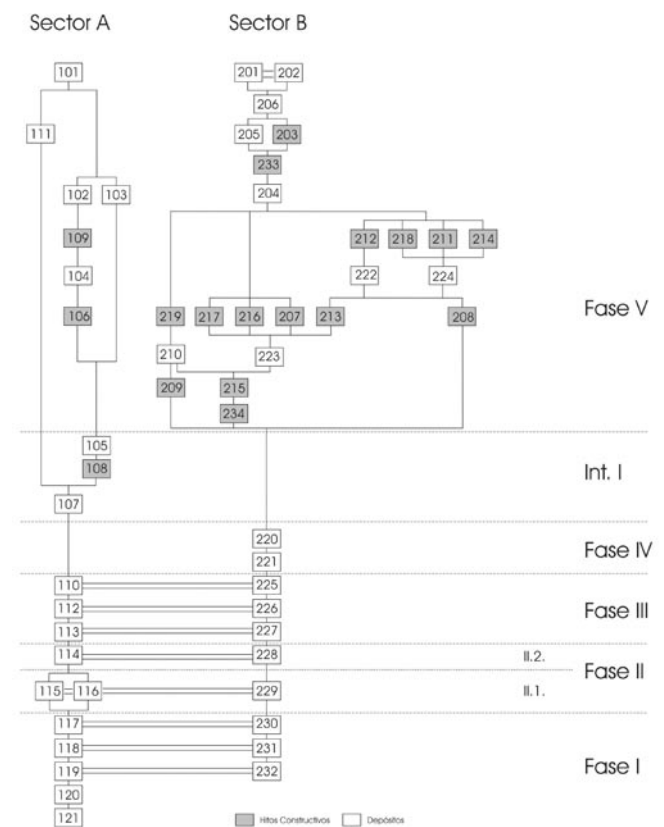 Sector A Sector B
101 201 202
206
111 205 203
233
102 103 204
109 212 218 211 214
104 222 224
106 219 217 216 207 213 208 Fase V
210 223
209 215
234
105
108 Int. I
107
220
221 Fase IV
110 225
112 226 Fase III
113 227
114 228 II.2.
Fase II
115 116 229 II.1.
117 230
118 231
119 232 Fase I
120
121
Hitos Constructivos Depósitos